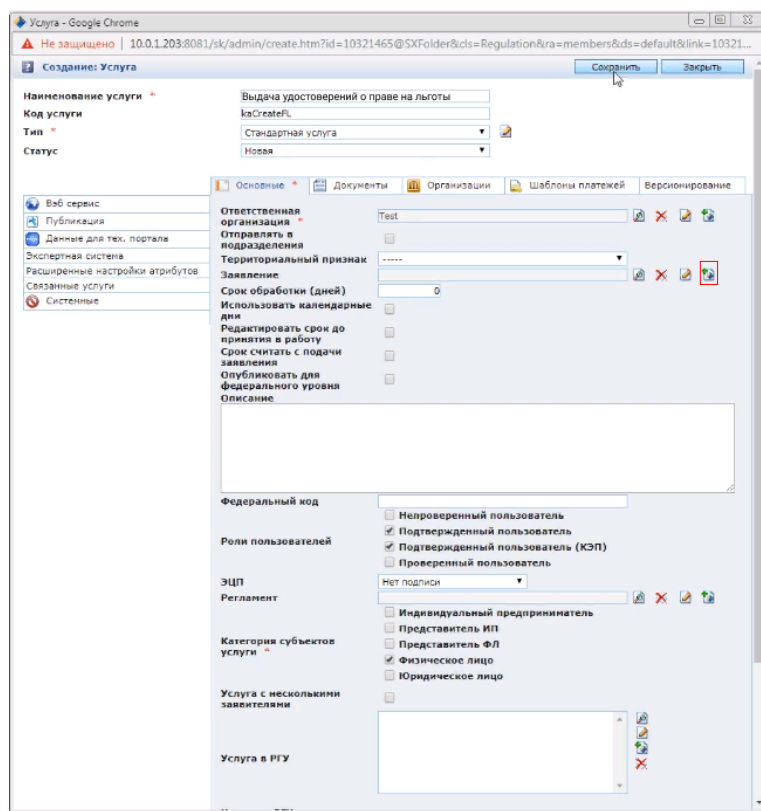 Услуга - Google Chrome
Не защищено | 10.0.1.203:8081/sk/admin/create.htm?id=10321465@SXFolder&cls=Regulation&ra=members&ds=default&link=10321...
Создание: Услуга
Сохранить
Закрыть
Наименование услуги *
Выдача удостоверений о праве на льготы
Код услуги
kaCreateFL
Тип *
Стандартная услуга
Статус
Новая
Основные *
Документы
Организации
Шаблоны платежей
Версионирование
Вэб сервис
Публикация
Данные для тех. портала
Экспертная система
Расширенные настройки атрибутов
Связанные услуги
Системные
Ответственная
организация *
Test
Отправлять в
подразделения
Территориальный признак
-----
Заявление
Срок обработки (дней)
0
Использовать календарные
дни
Редактировать срок до
принятия в работу
Срок считать с подачи
заявления
Опубликовать для
федерального уровня
Описание
Федеральный код
Роли пользователей
Непроверенный пользователь
Подтвержденный пользователь
Подтвержденный пользователь (КЭП)
Проверенный пользователь
ЭЦП
Нет подписи
Регламент
Категория субъектов
услуги *
Индивидуальный предприниматель
Представитель ИП
Представитель ФЛ
Физическое лицо
Юридическое лицо
Услуга с несколькими
заявителями
Услуга в РГУ